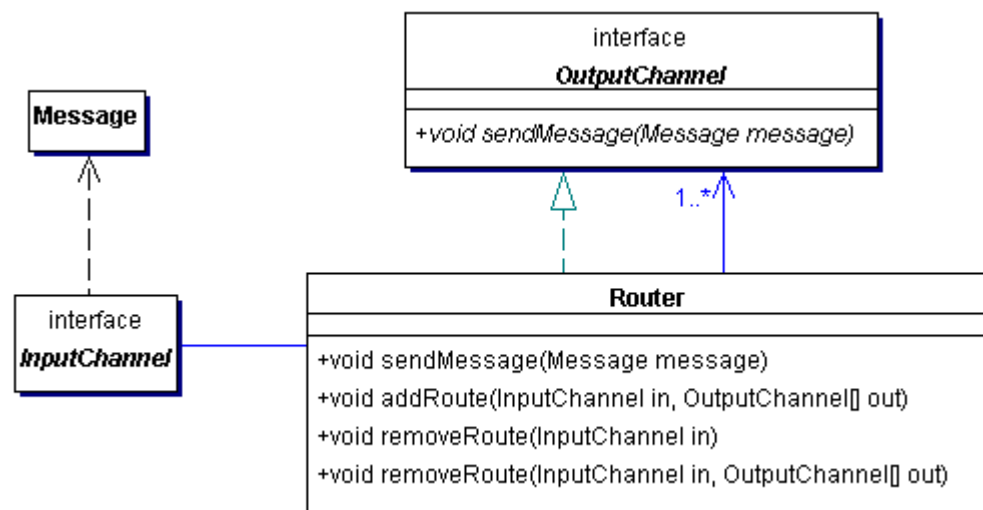 interface
OutputChannel
+void sendMessage(Message message)
Message
1..*
interface
InputChannel
Router
+void sendMessage(Message message)
+void addRoute(InputChannel in, OutputChannel[] out)
+void removeRoute(InputChannel in)
+void removeRoute(InputChannel in, OutputChannel[] out)